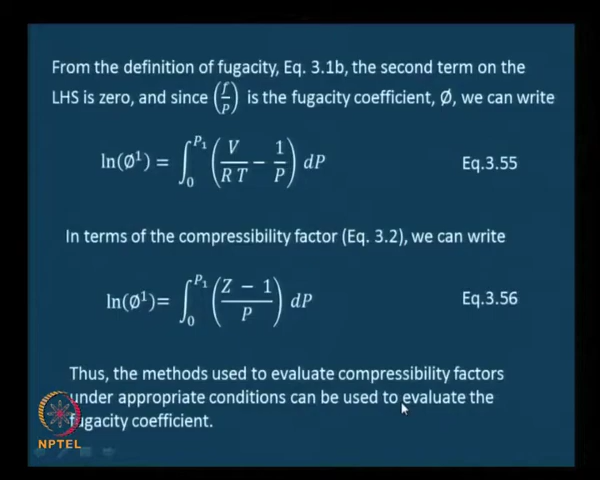 From the definition of fugacity, Eq. 3.1b, the second term on the
LHS is zero, and since (f/P) is the fugacity coefficient, Ø, we can write
ln(Ø¹) = ∫₀^P₁ (V/RT − 1/P) dP Eq.3.55
In terms of the compressibility factor (Eq. 3.2), we can write
ln(Ø¹)= ∫₀^P₁ (Z − 1/P) dP Eq.3.56
Thus, the methods used to evaluate compressibility factors
under appropriate conditions can be used to evaluate the
fugacity coefficient.
NPTEL